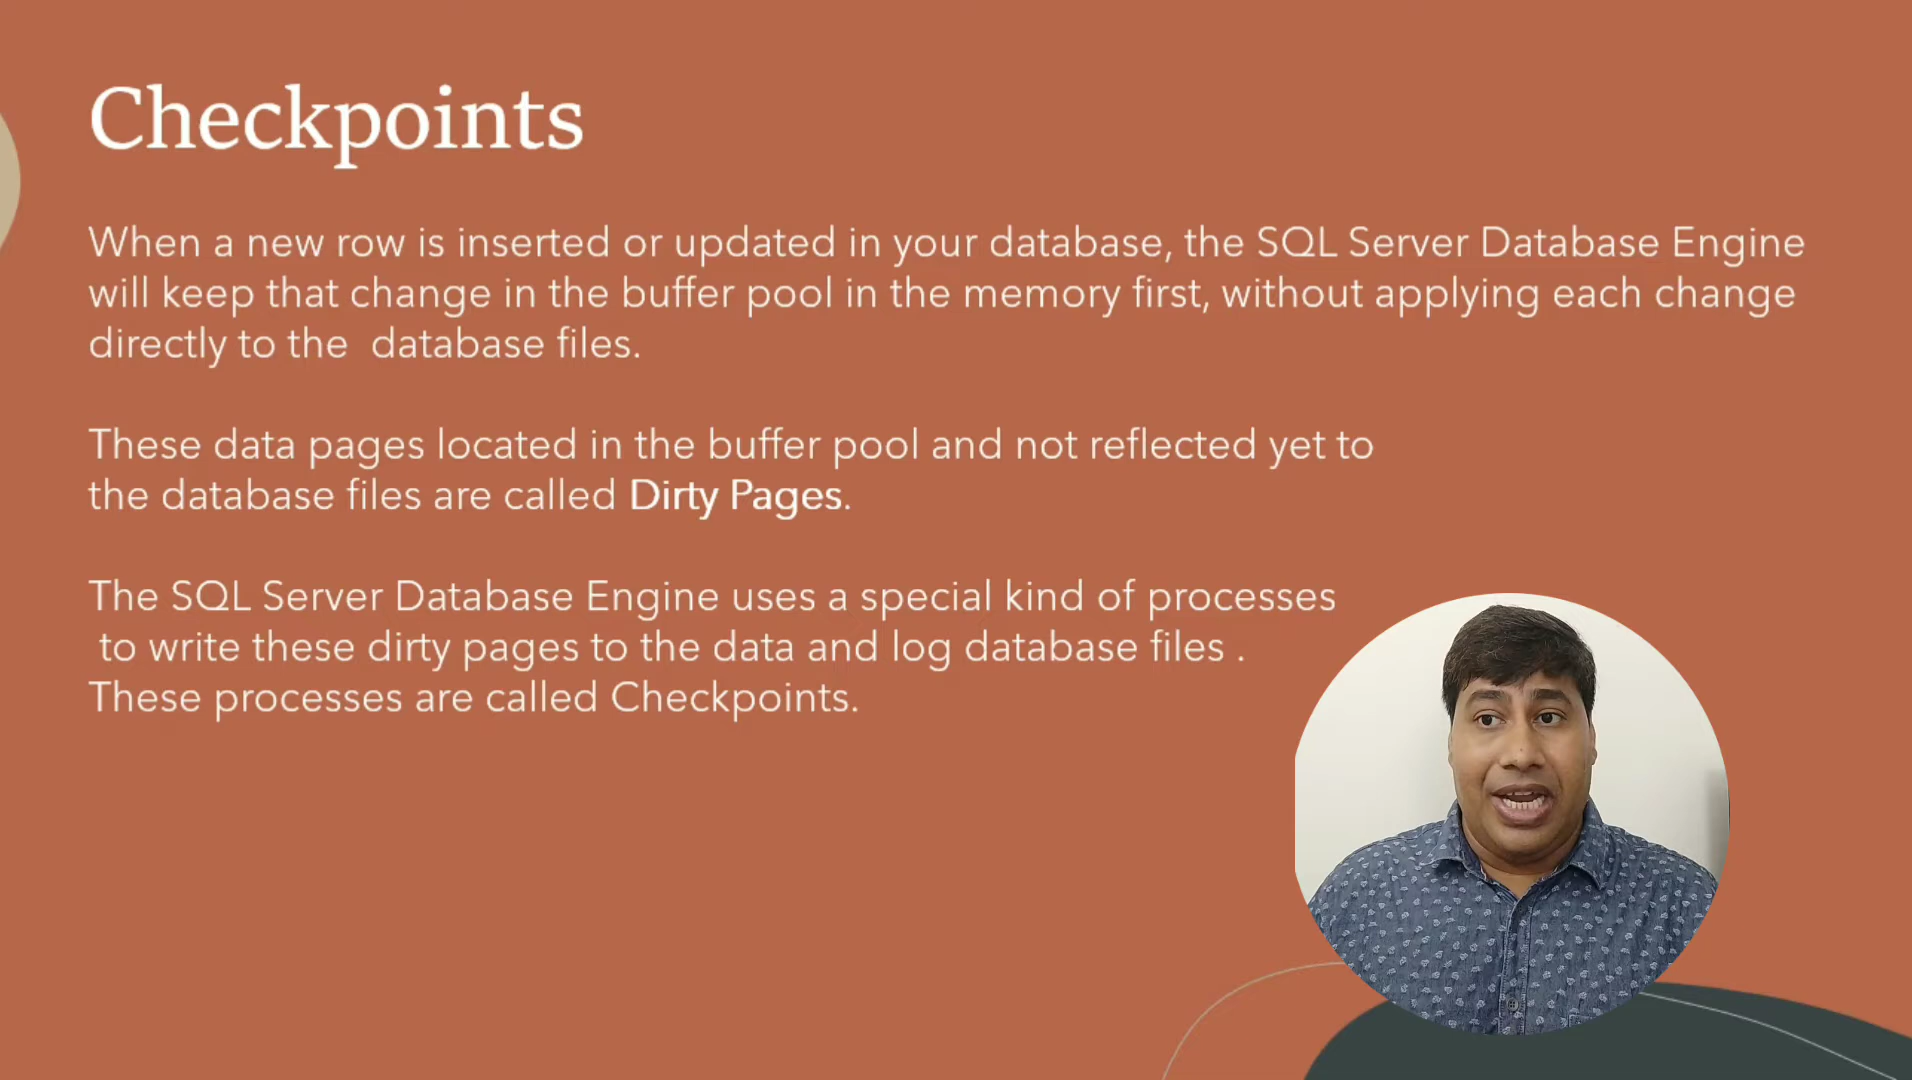 Checkpoints
When a new row is inserted or updated in your database, the SQL Server Database Engine
will keep that change in the buffer pool in the memory first, without applying each change
directly to the  database files.
These data pages located in the buffer pool and not reflected yet to
the database files are called Dirty Pages.
The SQL Server Database Engine uses a special kind of processes
to write these dirty pages to the data and log database files .
These processes are called Checkpoints.